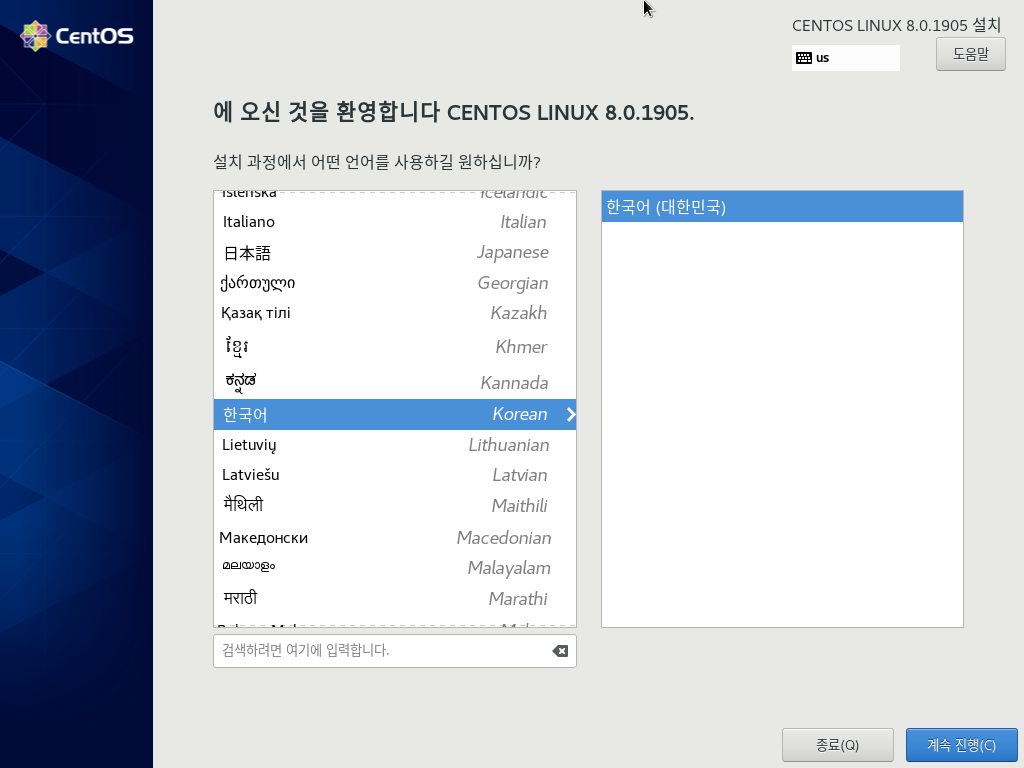 CentOS
CENTOS LINUX 8.0.1905 설치
us
도움말
에 오신 것을 환영합니다 CENTOS LINUX 8.0.1905.
설치 과정에서 어떤 언어를 사용하길 원하십니까?
Íslenska Icelandic
Italiano Italian
日本語 Japanese
ქართული Georgian
Қазақ тілі Kazakh
ខ្មែរ Khmer
ಕನ್ನಡ Kannada
한국어 Korean
Lietuvių Lithuanian
Latviešu Latvian
मैथिली Maithili
Македонски Macedonian
മലയാളം Malayalam
मराठी Marathi
한국어 (대한민국)
검색하려면 여기에 입력합니다.
종료(Q)
계속 진행(C)